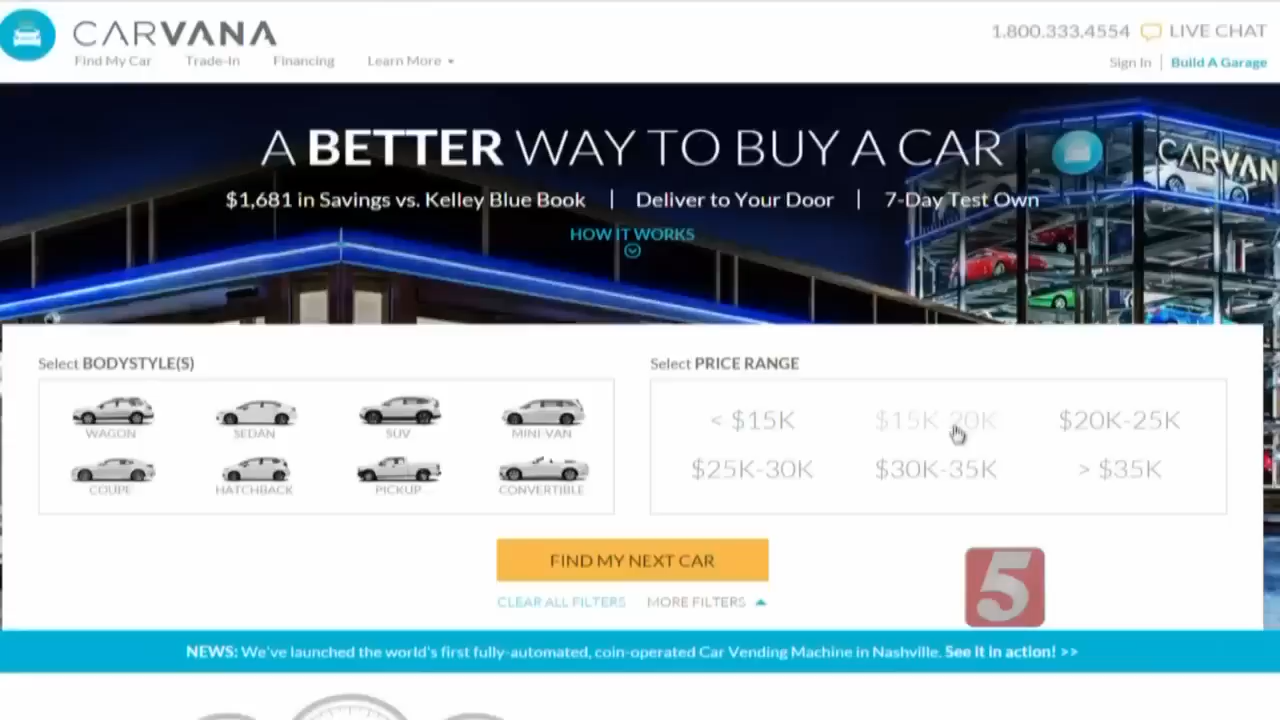 CARVANA
1.800.333.4554 LIVE CHAT
Find My Car Trade-In Financing Learn More
Sign In | Build A Garage
A BETTER WAY TO BUY A CAR
CARVAN
$1,681 in Savings vs. Kelley Blue Book | Deliver to Your Door | 7-Day Test Own
HOW IT WORKS
Select BODYSTYLE(S)
Select PRICE RANGE
WAGON SEDAN SUV MINI-VAN
COUPE HATCHBACK PICKUP CONVERTIBLE
< $15K $15K-20K $20K-25K
$25K-30K $30K-35K > $35K
FIND MY NEXT CAR
CLEAR ALL FILTERS MORE FILTERS
5
NEWS: We've launched the world's first fully-automated, coin-operated Car Vending Machine in Nashville. See it in action! >>